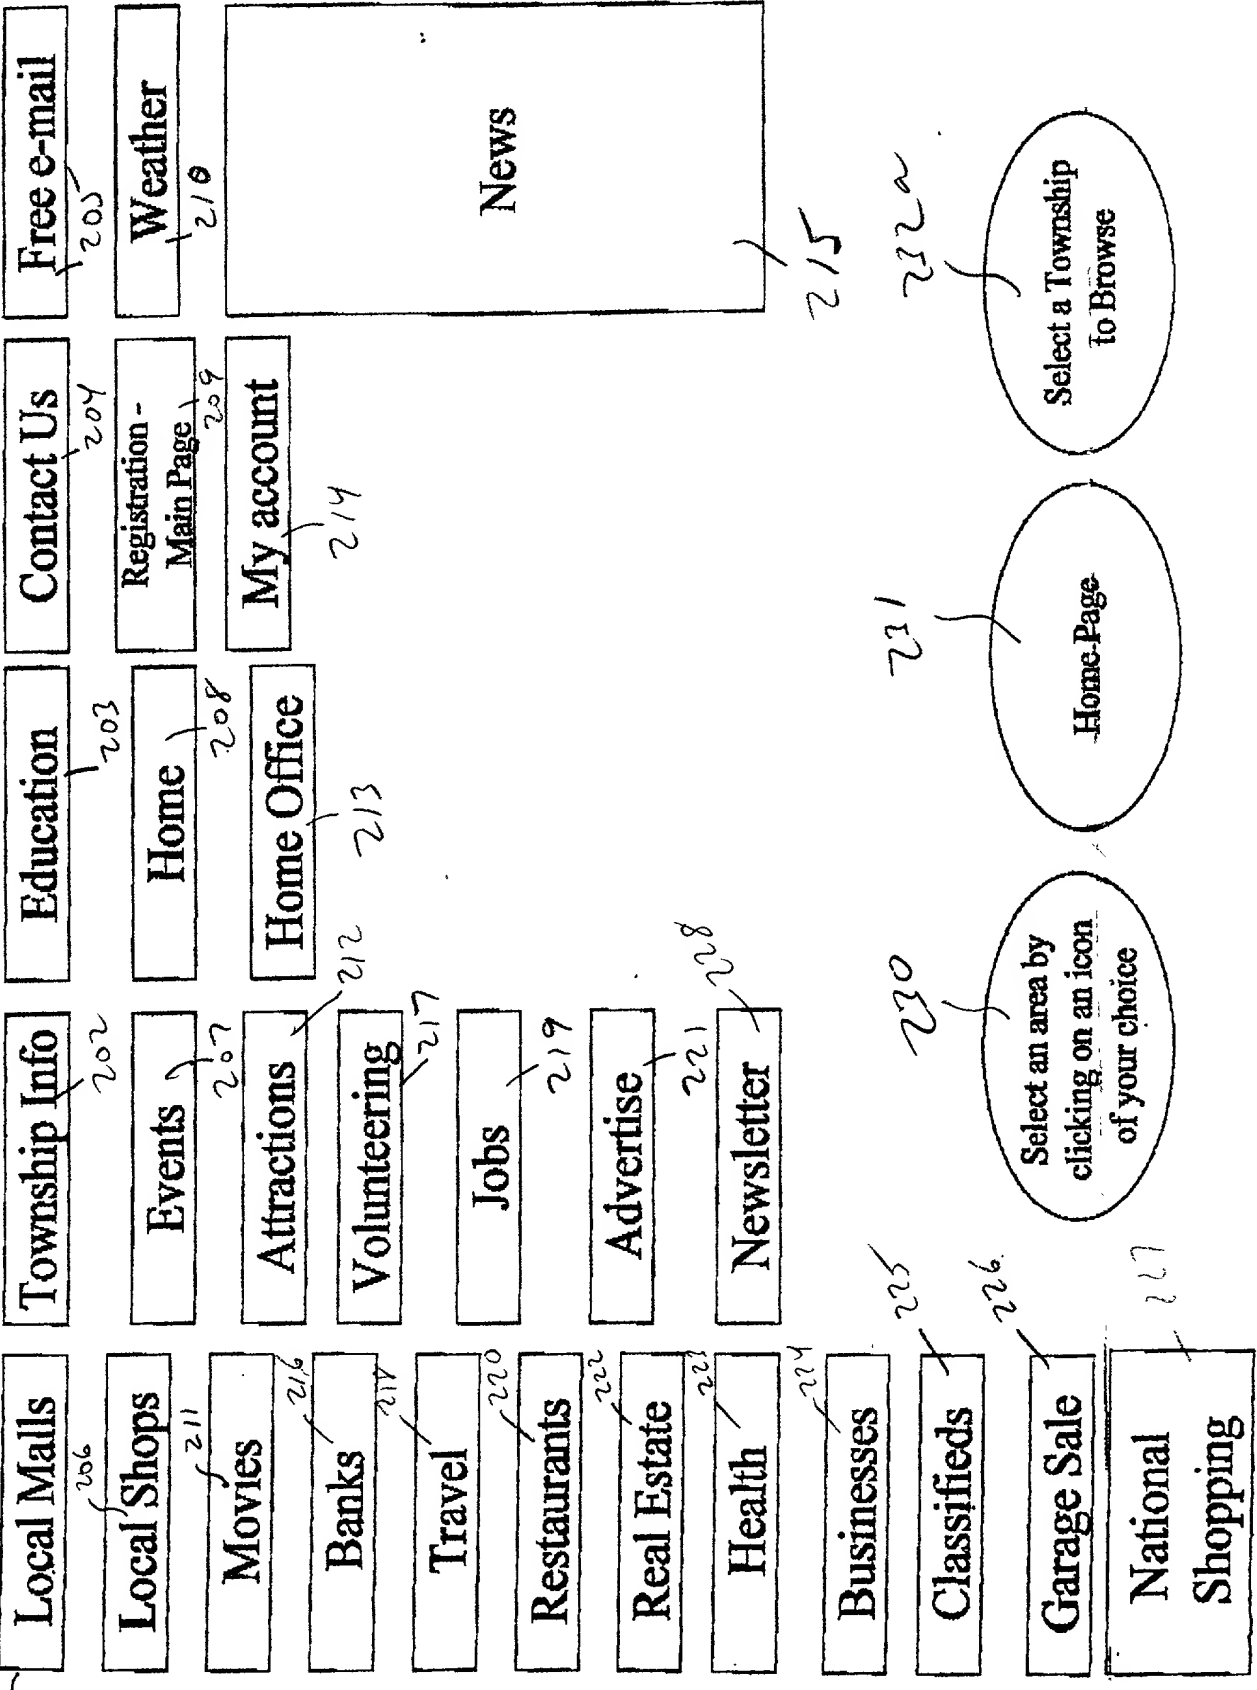 Local Malls
Township Info
202
Education
203
Contact Us
204
Free e-mail
205
Local Shops
206
Events
207
Home
208
Registration -
Main Page
209
Weather
210
Movies
211
Attractions
212
Home Office
213
My account
214
News
215
Banks
216
Volunteering
217
Travel
218
Jobs
219
Restaurants
220
Advertise
221
Real Estate
222
Health
223
Newsletter
228
Businesses
224
Classifieds
225
Garage Sale
226
National
Shopping
227
Select an area by
clicking on an icon
of your choice
230
Home Page
231
Select a Township
to Browse
232a